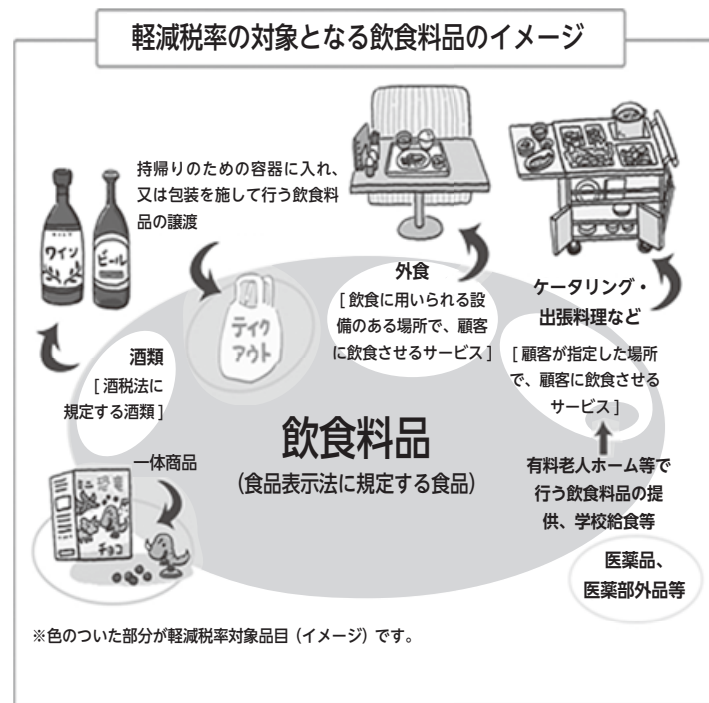 軽減税率の対象となる飲食料品のイメージ
持帰りのための容器に入れ、
又は包装を施して行う飲食料
品の譲渡
ワイン
ビール
テイク
アウト
外食
[ 飲食に用いられる設
備のある場所で、顧客
に飲食させるサービス ]
ケータリング・
出張料理など
[ 顧客が指定した場所
で、顧客に飲食させる
サービス ]
酒類
[ 酒税法に
規定する酒類 ]
飲食料品
(食品表示法に規定する食品)
一体商品
チョコ
有料老人ホーム等で
行う飲食料品の提
供、学校給食等
医薬品、
医薬部外品等
※色のついた部分が軽減税率対象品目（イメージ）です。